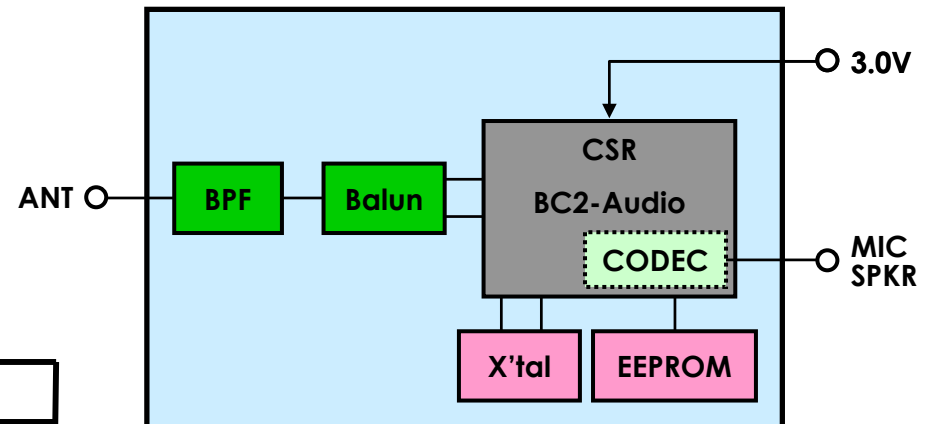 3.0V
CSR
BC2-Audio
ANT
BPF
Balun
CODEC
MIC
SPKR
X'tal
EEPROM